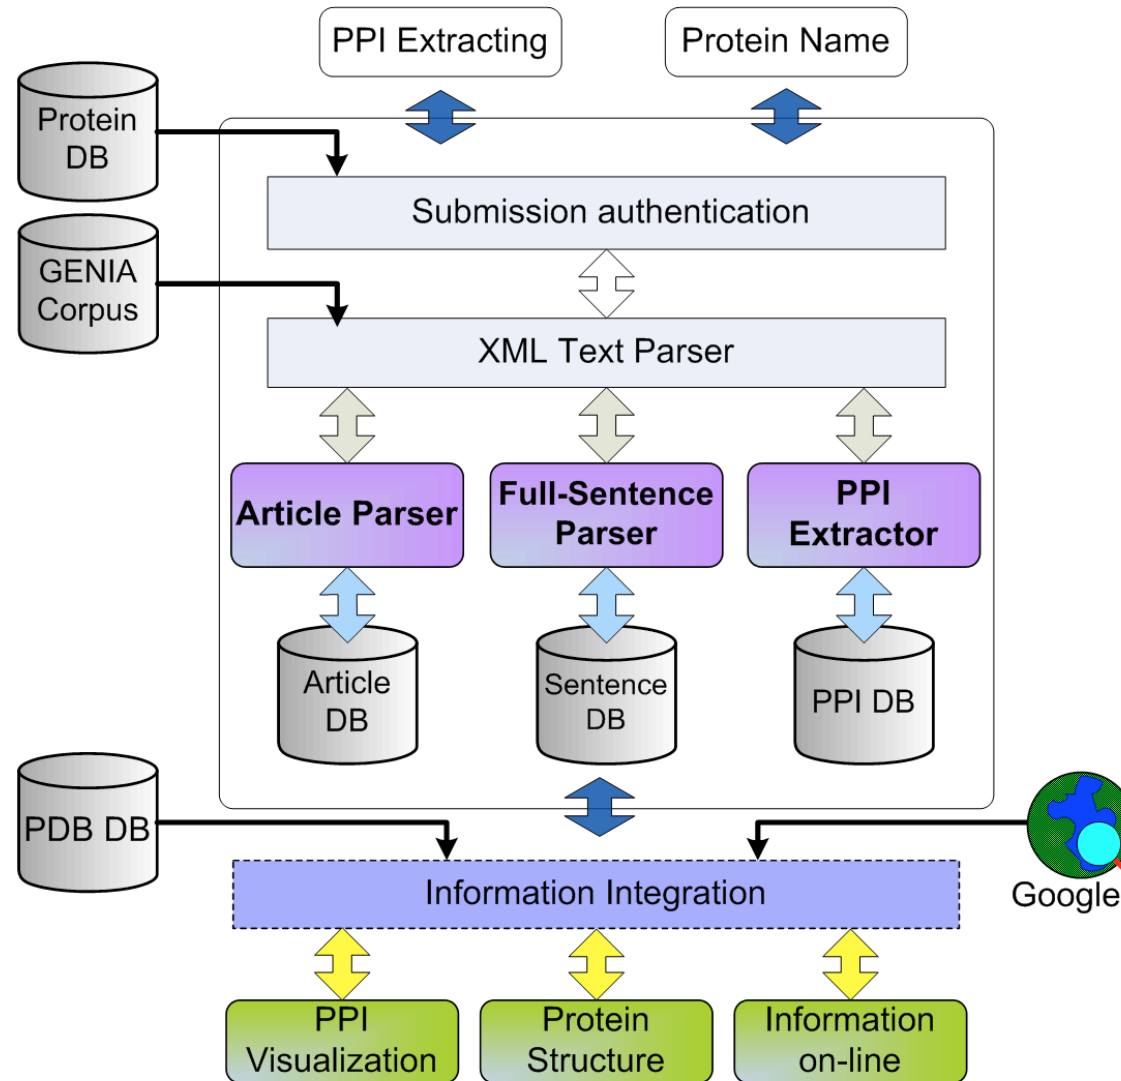 PPI Extracting
Protein Name
Protein
DB
Submission authentication
GENIA
Corpus
XML Text Parser
Article Parser
Full-Sentence
Parser
PPI
Extractor
Article
DB
Sentence
DB
PPI DB
PDB DB
Google
Information Integration
PPI
Visualization
Protein
Structure
Information
on-line